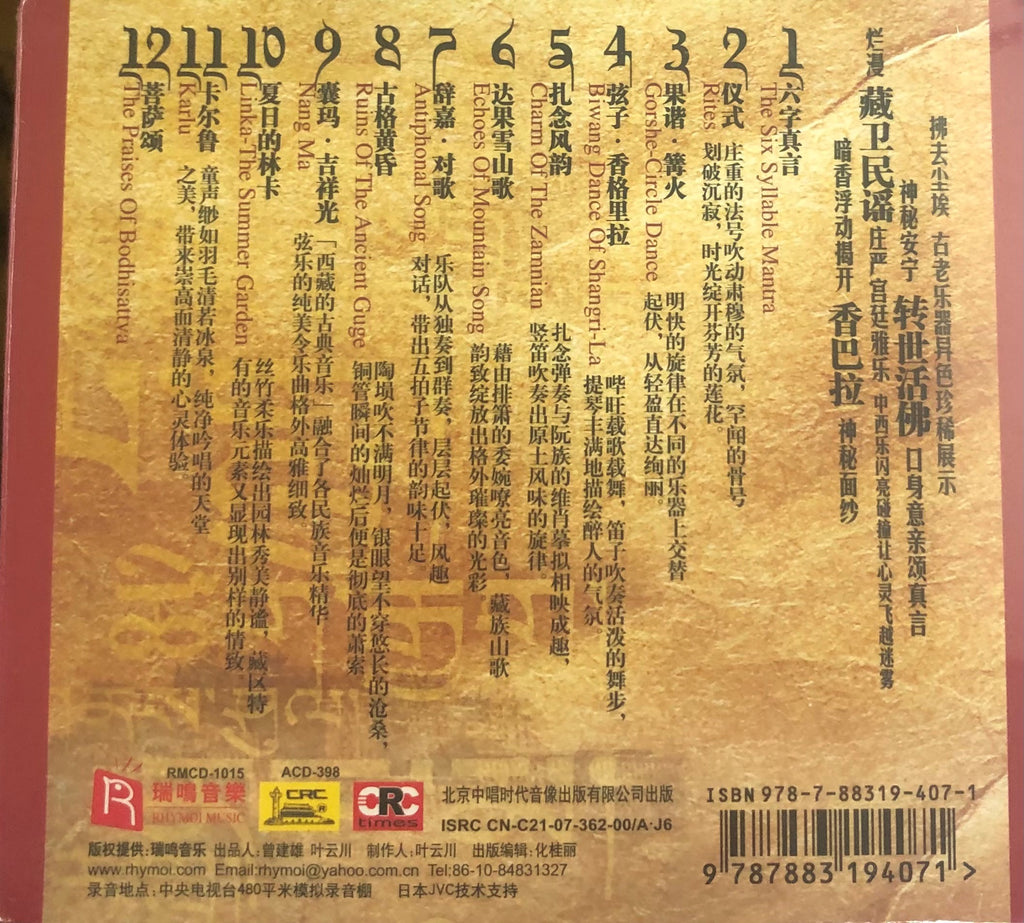 拂去尘埃 古老乐器异色珍稀展示
神秘安宁 转世活佛 口身意亲颂真言
烂漫 藏卫民谣 庄严宫廷雅乐 中西乐闪亮碰撞让心灵飞越迷雾
暗香浮动揭开 香巴拉 神秘面纱
1 六字真言
The Six Syllable Mantra
2 仪式 庄重的法号吹动肃穆的气氛，罕闻的骨号
Rites 划破沉寂，时光绽开芬芳的莲花。
3 果谐·篝火 明快的旋律在不同的乐器上交替
Gorshe-Circle Dance 起伏，从轻盈直达绚丽。
4 弦子·香格里拉 哔旺载歌载舞，笛子吹奏活泼的舞步，
Biwang Dance Of Shangri-La 提琴丰满地描绘醉人的气氛。
5 扎念风韵 扎念弹奏与阮族的维肖摹拟相映成趣，
Charm Of The Zamnian 竖笛吹奏出原土风味的旋律。
6 达果雪山歌 藉由排箫的委婉嘹亮音色，藏族山歌
Echoes Of Mountain Song 韵致绽放出格外璀璨的光彩
7 辞嘉·对歌 乐队从独奏到群奏，层层起伏，风趣
Antiphonal Song 对话，带出五拍子节律的韵味十足
8 古格黄昏 陶埙吹不满明月，银眼望不穿悠长的沧桑，
Ruins Of The Ancient Guge 铜管瞬间的灿烂后便是彻底的萧索
9 囊玛·吉祥光 「西藏的古典音乐」融合了各民族音乐精华
Nang Ma 弦乐的纯美令乐曲格外高雅细致。
10 夏日的林卡 丝竹柔乐描绘出园林秀美静谧，藏区特
Linka-The Summer Garden 有的音乐元素又显现出别样的情致
11 卡尔鲁 童声缈如羽毛清若冰泉，纯净吟唱的天堂
Karlu 之美，带来崇高而清静的心灵体验。
12 菩萨颂
The Praises Of Bodhisattva
RMCD-1015 ACD-398
瑞鳴音樂
RHYMOI MUSIC
CRC
CRC
times
北京中唱时代音像出版有限公司出版
ISRC CN-C21-07-362-00/A·J6
版权提供:瑞鸣音乐 出品人:曾建雄 叶云川 制作人:叶云川 出版编辑:化桂丽
www.rhymoi.com Email:rhymoi@yahoo.com.cn Tel:86-10-84831327
录音地点:中央电视台480平米模拟录音棚 日本JVC技术支持
ISBN 978-7-88319-407-1
9 787883 194071 >